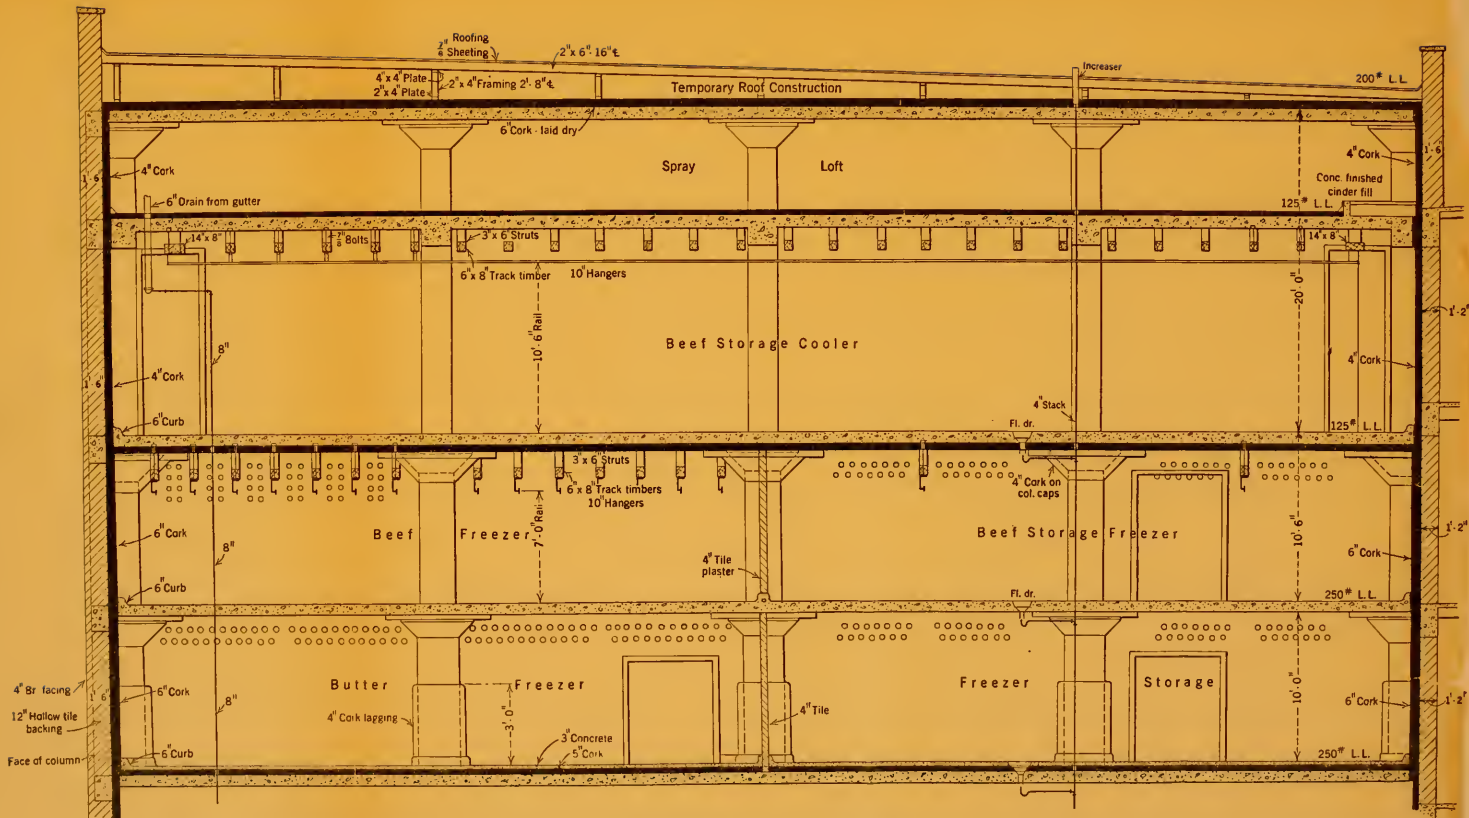 Roofing
7/8" Sheeting
2" x 6" - 16" ℄
4" x 4" Plate
2" x 4" Framing 2'- 8" ℄
2" x 4" Plate
Increaser
200# L.L.
Temporary Roof Construction
6" Cork - laid dry
4" Cork
1'-6"
Spray Loft
4" Cork
1'-6"
6" Drain from gutter
Conc. finished
cinder fill
125# L.L.
14" x 8"
7/8" Bolts
3" x 6" Struts
14" x 8"
6" x 8" Track timber
10" Hangers
10'-6" Rail
20'-0"
1'-2"
Beef Storage Cooler
8"
4" Cork
1'-6"
4" Cork
4" Stack
6" Curb
Fl. dr.
125# L.L.
3" x 6" Struts
6" x 8" Track timbers
10" Hangers
4" Cork on
col. caps
7'-0" Rail
10'-6"
1'-2"
6" Cork
Beef Freezer
Beef Storage Freezer
8"
4" Tile
plaster
6" Cork
6" Curb
Fl. dr.
250# L.L.
4" Br facing
1'-6"
6" Cork
Butter Freezer
Freezer Storage
8"
3'-0"
10'-0"
6" Cork
1'-2"
12" Hollow tile
backing
4" Cork lagging
4" Tile
Face of column
6" Curb
3" Concrete
5" Cork
250# L.L.